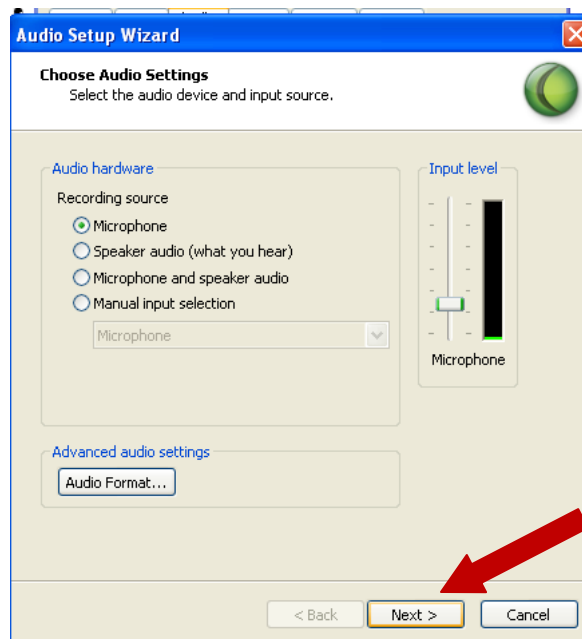 Audio Setup Wizard
Choose Audio Settings
Select the audio device and input source.
Audio hardware
Recording source
Microphone
Speaker audio (what you hear)
Microphone and speaker audio
Manual input selection
Microphone
Input level
Microphone
Advanced audio settings
Audio Format...
< Back
Next >
Cancel